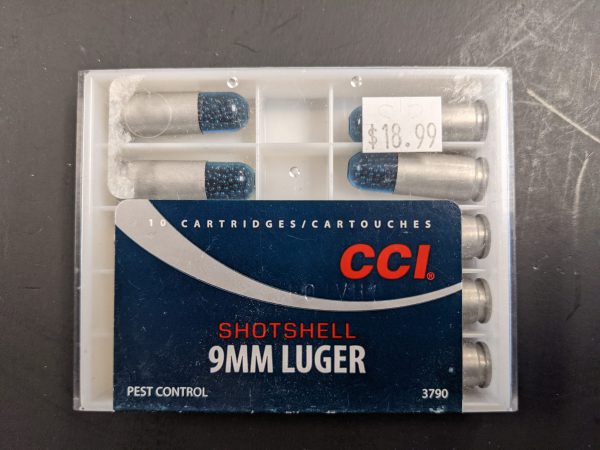 $18.99
10 CARTRIDGES/CARTOUCHES
CCI®
SHOTSHELL
9MM LUGER
PEST CONTROL
3790